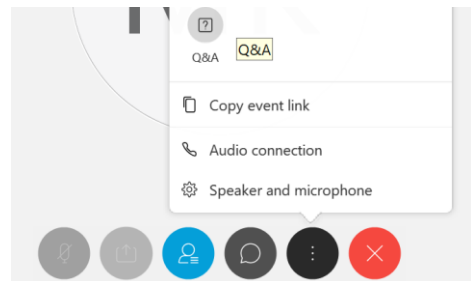 Q&A
Q&A
Copy event link
Audio connection
Speaker and microphone